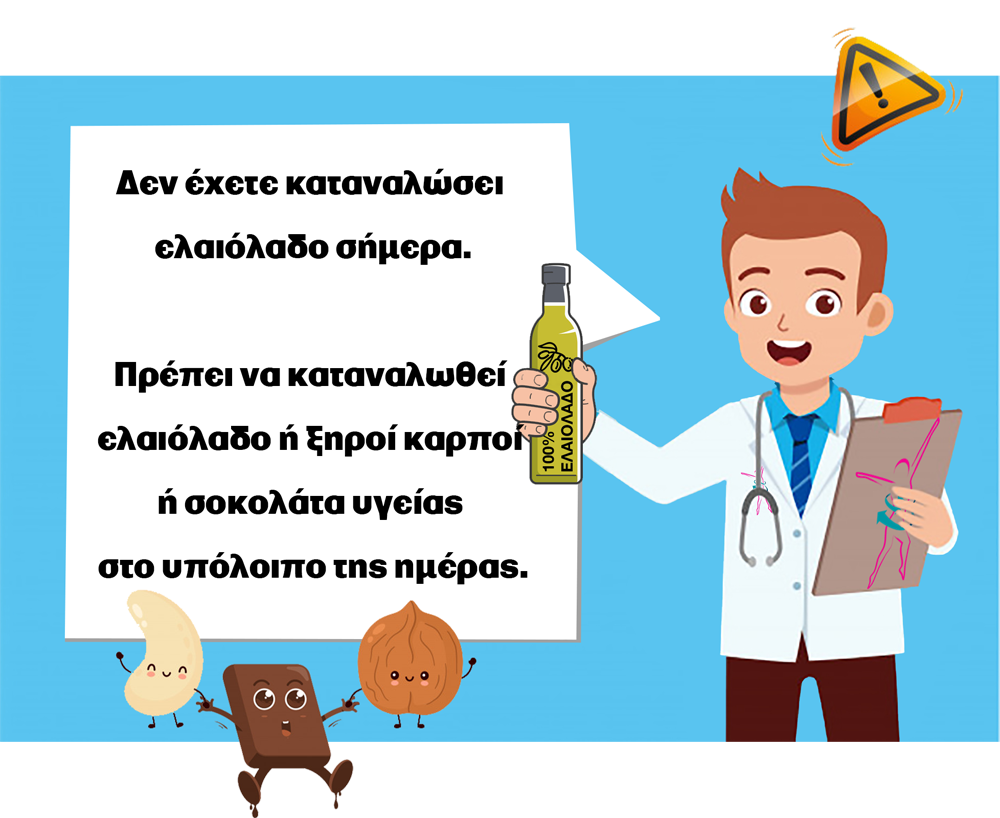 Δεν έχετε καταναλώσει
ελαιόλαδο σήμερα.
Πρέπει να καταναλωθεί
ελαιόλαδο ή ξηροί καρποί
ή σοκολάτα υγείας
στο υπόλοιπο της ημέρας.
100%
ΕΛΑΙΟΛΑΔΟ